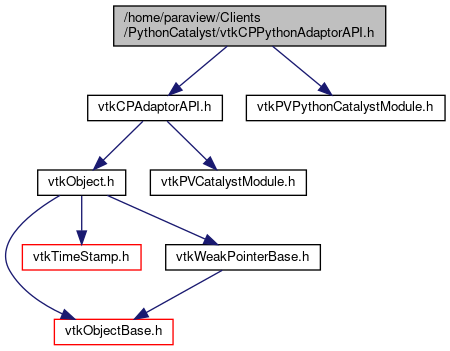 /home/paraview/Clients
/PythonCatalyst/vtkCPPythonAdaptorAPI.h
vtkCPAdaptorAPI.h
vtkPVPythonCatalystModule.h
vtkObject.h
vtkPVCatalystModule.h
vtkTimeStamp.h
vtkWeakPointerBase.h
vtkObjectBase.h